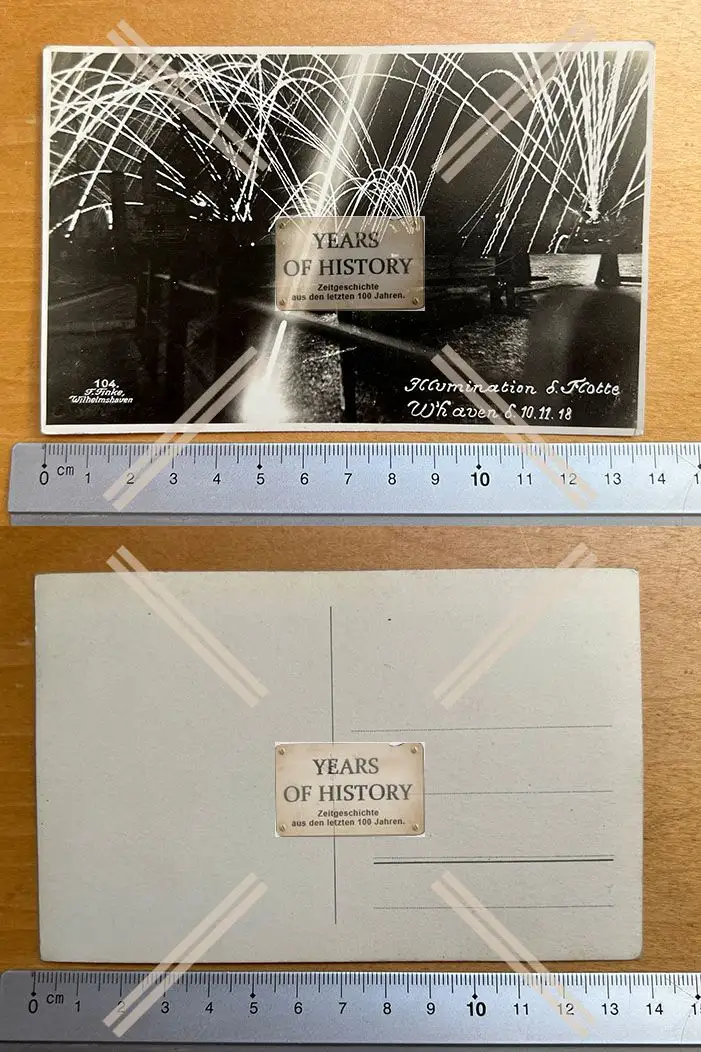 YEARS
OF HISTORY
Zeitgeschichte
aus den letzten 100 Jahren.
104.
F. Finke,
Wilhelmshaven
Illumination d. Flotte
W'haven d. 10.11.18
0 cm 1 2 3 4 5 6 7 8 9 10 11 12 13 14 15
YEARS
OF HISTORY
Zeitgeschichte
aus den letzten 100 Jahren.
0 cm 1 2 3 4 5 6 7 8 9 10 11 12 13 14 15